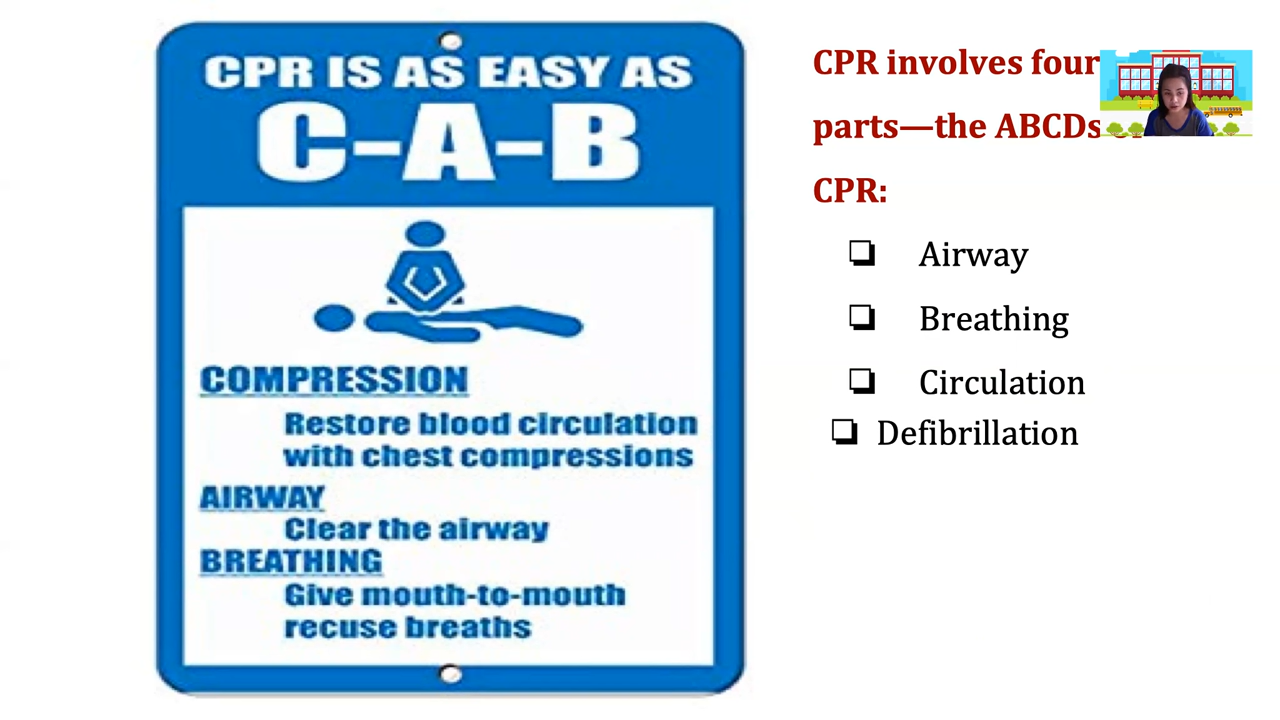 CPR IS AS EASY AS
C-A-B
COMPRESSION
Restore blood circulation
with chest compressions
AIRWAY
Clear the airway
BREATHING
Give mouth-to-mouth
recuse breaths
CPR involves four
parts—the ABCDs
CPR:
❏ Airway
❏ Breathing
❏ Circulation
❏ Defibrillation